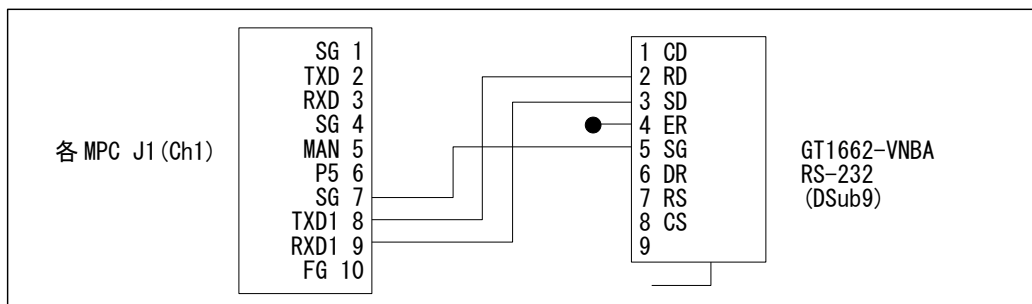 SG 1
TXD 2
RXD 3
SG 4
各 MPC J1(Ch1)
MAN 5
P5 6
SG 7
TXD1 8
RXD1 9
FG 10
1 CD
2 RD
3 SD
4 ER
5 SG
6 DR
7 RS
8 CS
9
GT1662-VNBA
RS-232
(DSub9)